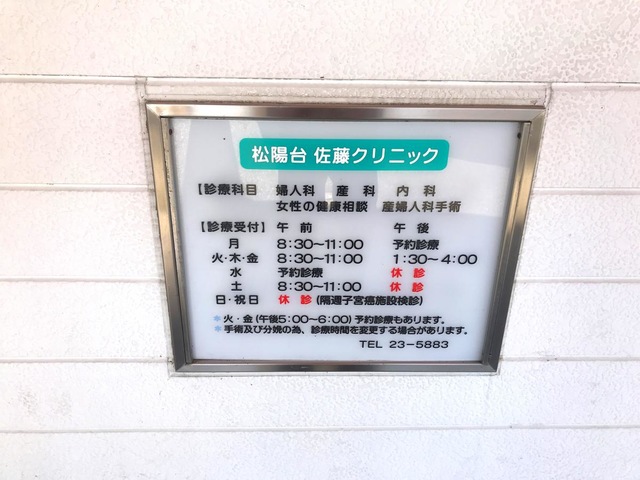 松陽台 佐藤クリニック
【診療科目 婦人科 産科 内科
女性の健康相談 産婦人科手術
【診療受付】 午前 午後
月 8:30〜11:00 予約診療
火・木・金 8:30〜11:00 1:30〜4:00
水 予約診療 休診
土 8:30〜11:00 休診
日・祝日 休診 (隔週子宮癌施設検診)
*火・金(午後5:00〜6:00)予約診療もあります。
*手術及び分娩の為、診療時間を変更する場合があります。
TEL 23-5883